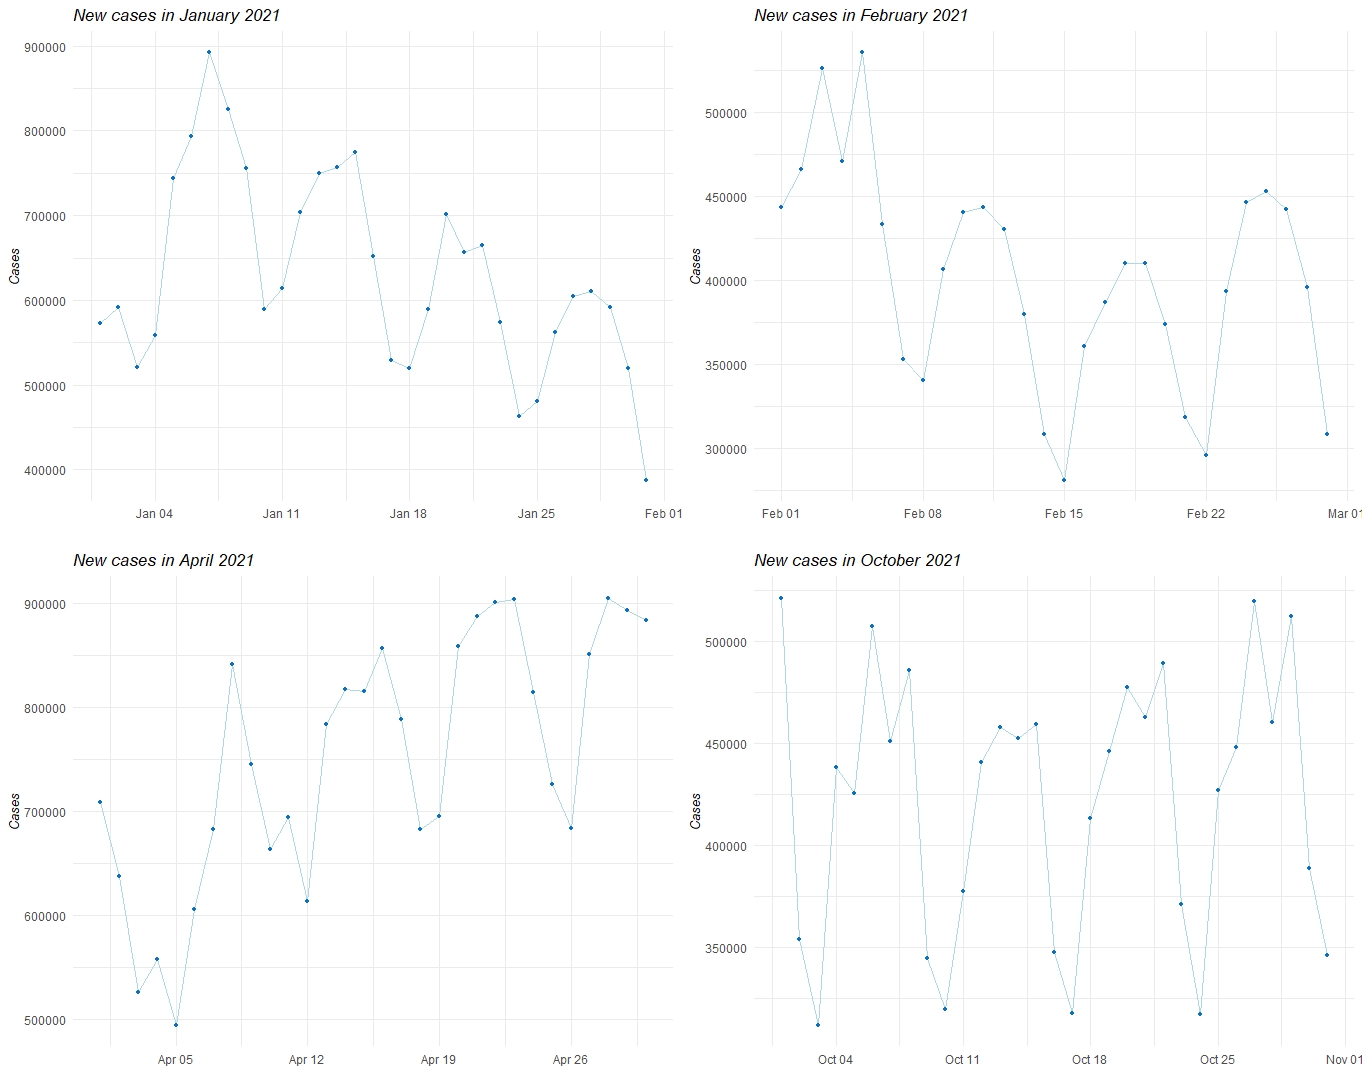 New cases in January 2021
Cases
900000
800000
700000
600000
500000
400000
Jan 04 Jan 11 Jan 18 Jan 25 Feb 01
New cases in February 2021
Cases
500000
450000
400000
350000
300000
Feb 01 Feb 08 Feb 15 Feb 22 Mar 01
New cases in April 2021
Cases
900000
800000
700000
600000
500000
Apr 05 Apr 12 Apr 19 Apr 26
New cases in October 2021
Cases
500000
450000
400000
350000
Oct 04 Oct 11 Oct 18 Oct 25 Nov 01